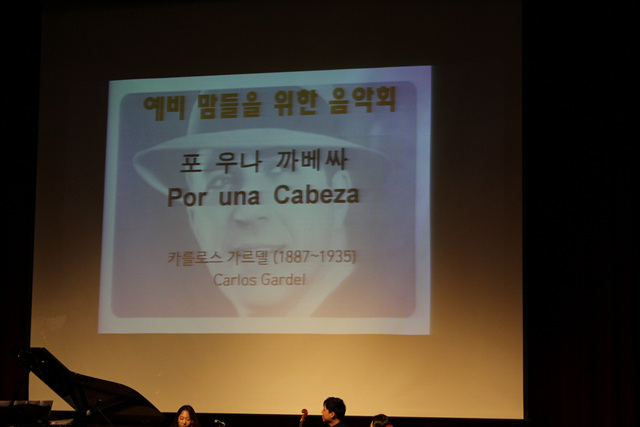 예비 맘들을 위한 음악회
포 우나 까베싸
Por una Cabeza
카를로스 가르델 (1887~1935)
Carlos Gardel